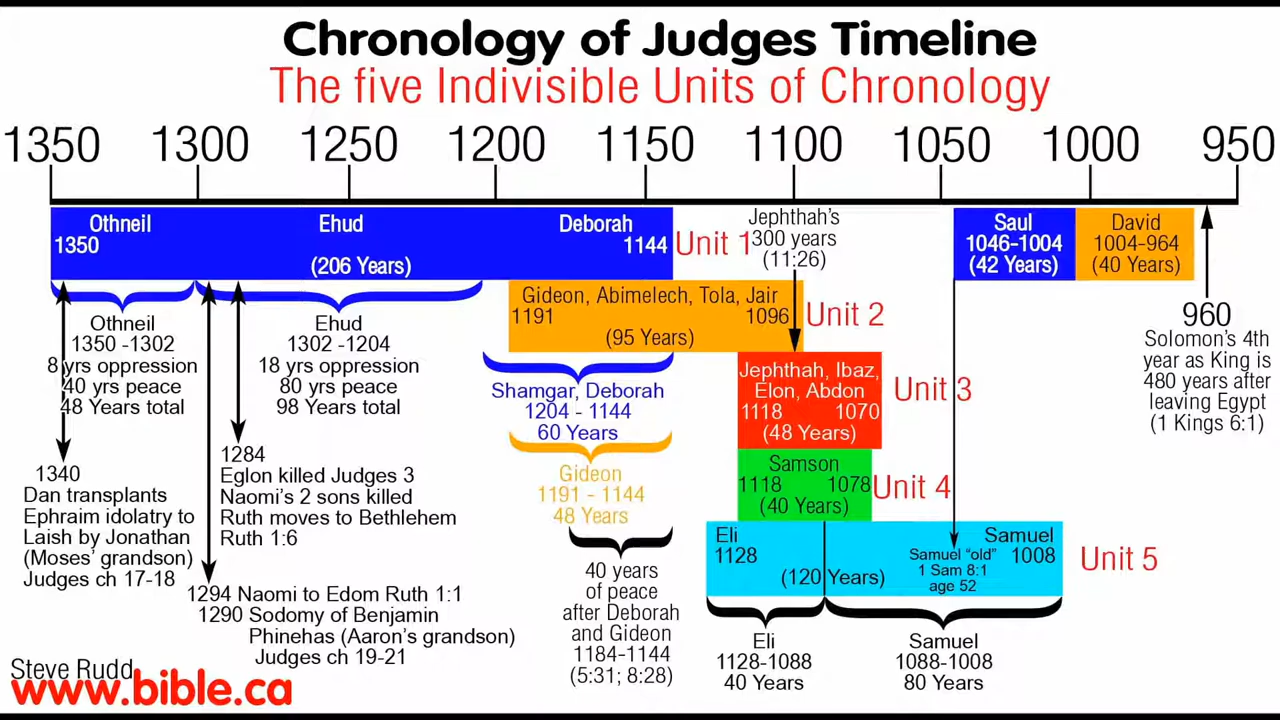 Chronology of Judges Timeline
The five Indivisible Units of Chronology
1350 1300 1250 1200 1150 1100 1050 1000 950
Othneil
1350
Ehud
(206 Years)
Deborah
1144
Unit 1
Jephthah's
300 years
(11:26)
Saul
1046-1004
(42 Years)
David
1004-964
(40 Years)
Gideon, Abimelech, Tola, Jair
1191 1096
(95 Years)
Unit 2
960
Solomon's 4th
year as King is
480 years after
leaving Egypt
(1 Kings 6:1)
Othneil
1350 -1302
8 yrs oppression
40 yrs peace
48 Years total
Ehud
1302 -1204
18 yrs oppression
80 yrs peace
98 Years total
Shamgar, Deborah
1204 - 1144
60 Years
Jephthah, Ibaz,
Elon, Abdon
1118 1070
(48 Years)
Unit 3
Gideon
1191 - 1144
48 Years
Samson
1118 1078
(40 Years)
Unit 4
1340
Dan transplants
Ephraim idolatry to
Laish by Jonathan
(Moses' grandson)
Judges ch 17-18
1284
Eglon killed Judges 3
Naomi's 2 sons killed
Ruth moves to Bethlehem
Ruth 1:6
Eli
1128
(120 Years)
Samuel "old"
1 Sam 8:1
age 52
Samuel
1008
Unit 5
40 years
of peace
after Deborah
and Gideon
1184-1144
(5:31; 8:28)
1294 Naomi to Edom Ruth 1:1
1290 Sodomy of Benjamin
Phinehas (Aaron's grandson)
Judges ch 19-21
Eli
1128-1088
40 Years
Samuel
1088-1008
80 Years
Steve Rudd
www.bible.ca